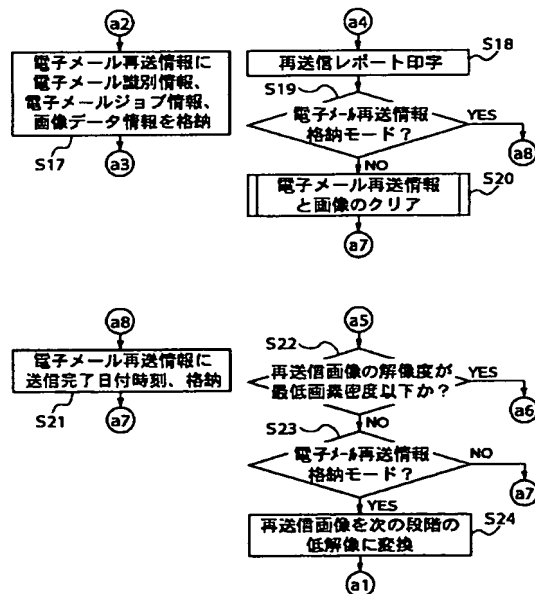 a2
電子メール再送情報に
電子メール識別情報、
電子メールジョブ情報、
画像データ情報を格納
S17
a3
a4
再送信レポート印字
S18
S19
電子メール再送情報
格納モード？
YES
a8
NO
電子メール再送情報
と画像のクリア
S20
a7
a8
電子メール再送情報に
送信完了日付時刻、格納
S21
a7
a5
S22
再送信画像の解像度が
最低画素密度以下か？
YES
a6
NO
S23
電子メール再送情報
格納モード？
NO
a7
YES
再送信画像を次の段階の
低解像に変換
S24
a1